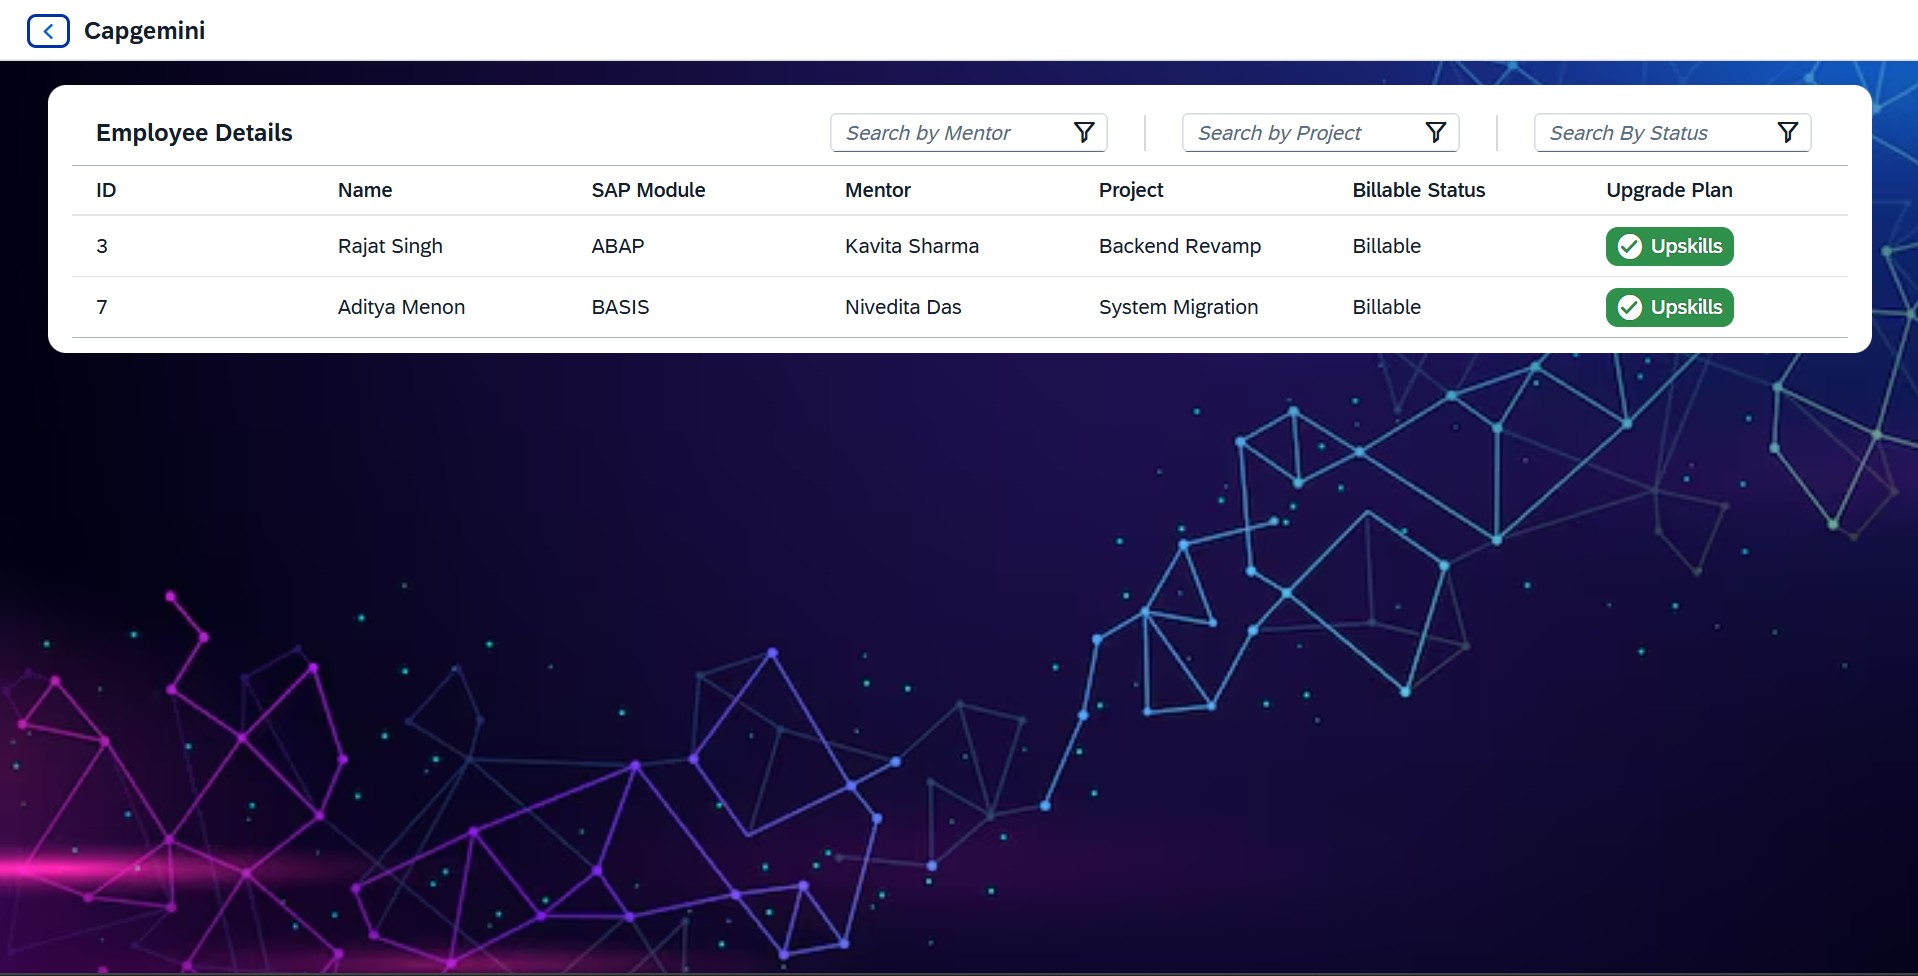 Capgemini
Employee Details Search by Mentor Search by Project Search By Status
ID Name SAP Module Mentor Project Billable Status Upgrade Plan
3 Rajat Singh ABAP Kavita Sharma Backend Revamp Billable Upskills
7 Aditya Menon BASIS Nivedita Das System Migration Billable Upskills